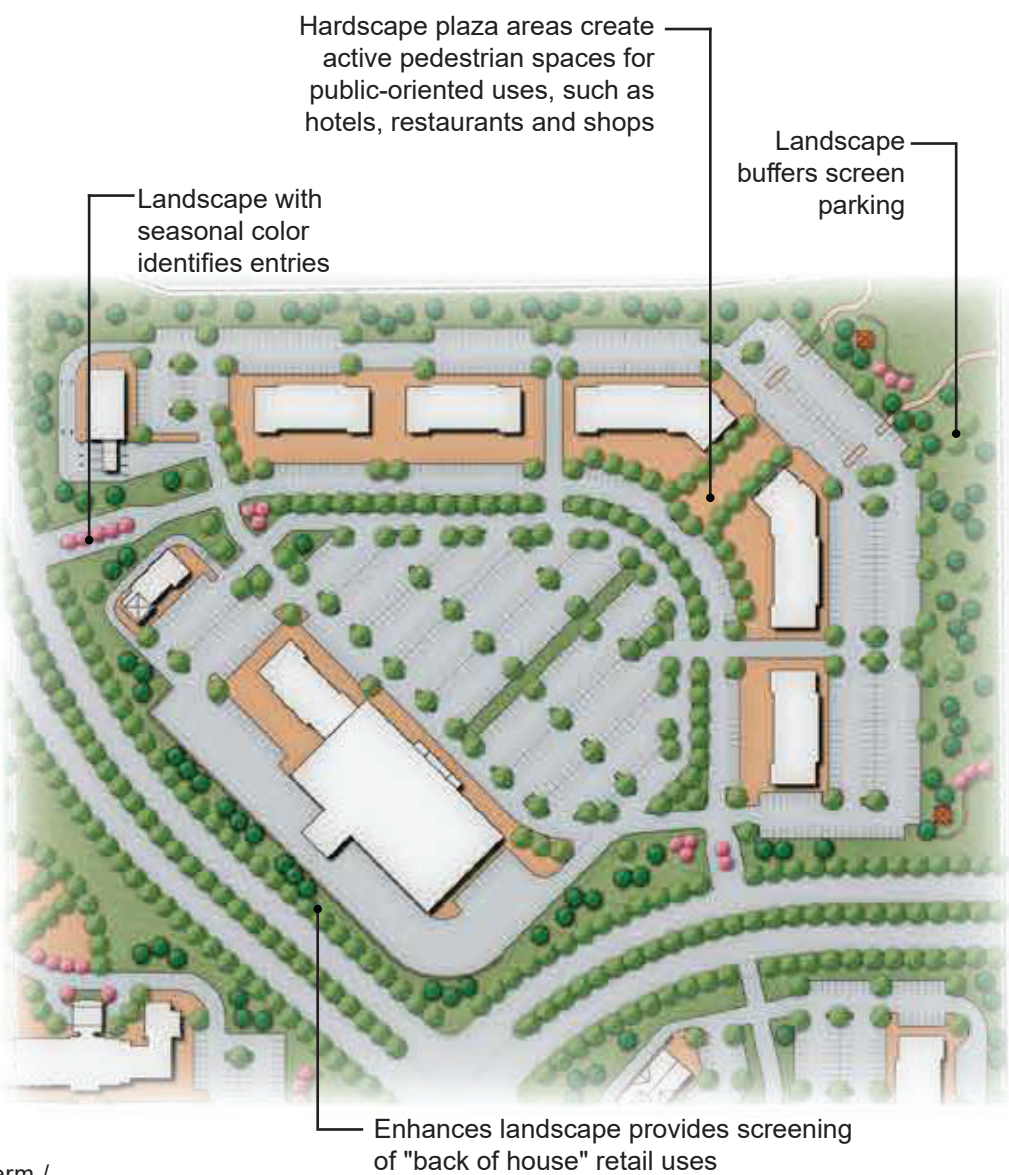 Hardscape plaza areas create
active pedestrian spaces for
public-oriented uses, such as
hotels, restaurants and shops
Landscape
buffers screen
parking
Landscape with
seasonal color
identifies entries
Enhances landscape provides screening
of "back of house" retail uses